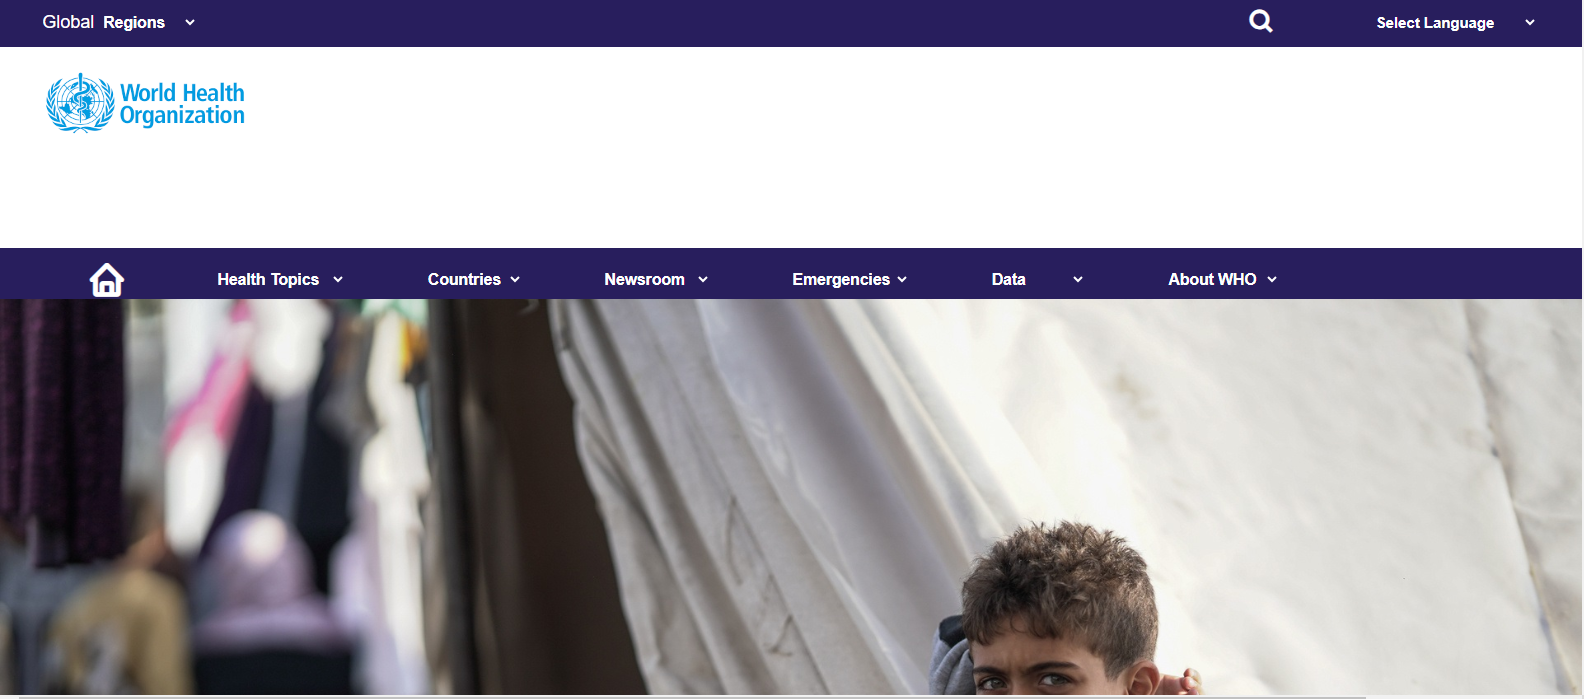 Global Regions
Select Language
World Health
Organization
Health Topics
Countries
Newsroom
Emergencies
Data
About WHO